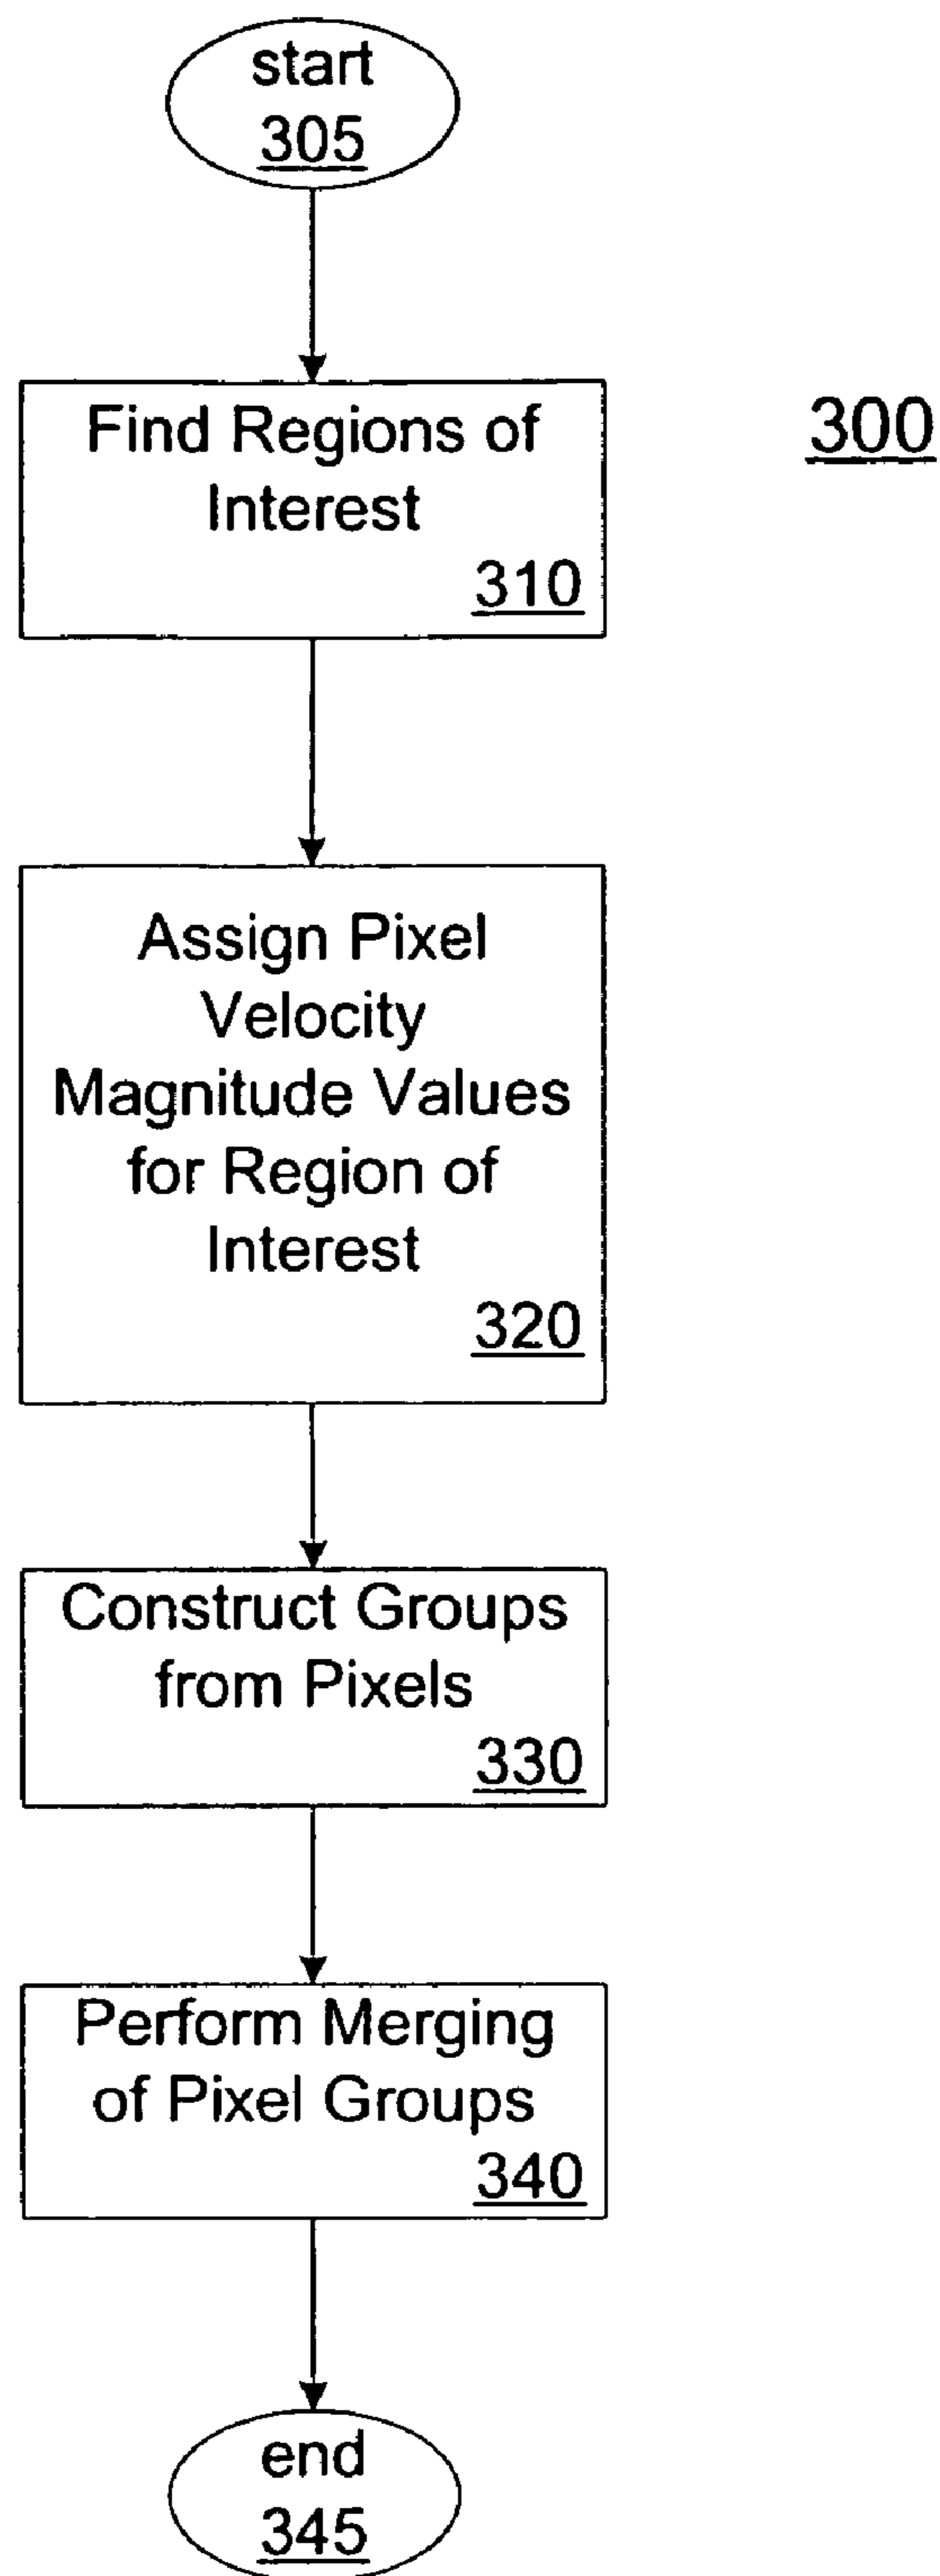 start
305
Find Regions of
Interest
310
300
Assign Pixel
Velocity
Magnitude Values
for Region of
Interest
320
Construct Groups
from Pixels
330
Perform Merging
of Pixel Groups
340
end
345